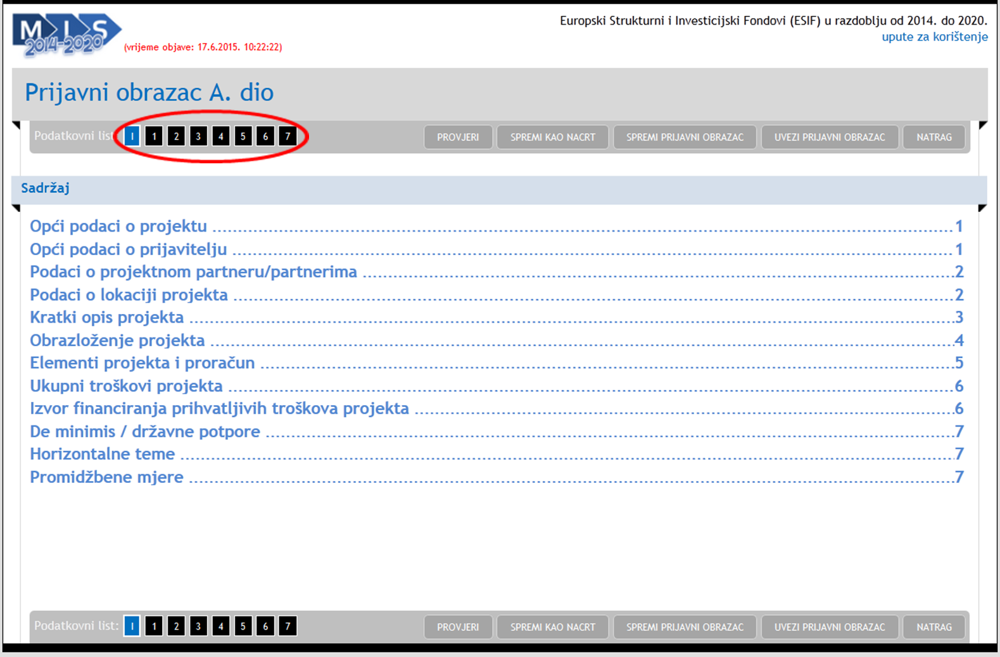 MIS
2014-2020
(vrijeme objave: 17.6.2015. 10:22:22)
Europski Strukturni i Investicijski Fondovi (ESIF) u razdoblju od 2014. do 2020.
upute za korištenje
Prijavni obrazac A. dio
Podatkovni list I 1 2 3 4 5 6 7 PROVJERI SPREMI KAO NACRT SPREMI PRIJAVNI OBRAZAC UVEZI PRIJAVNI OBRAZAC NATRAG
Sadržaj
Opći podaci o projektu ........ 1
Opći podaci o prijavitelju ........ 1
Podaci o projektnom partneru/partnerima ........ 2
Podaci o lokaciji projekta ........ 2
Kratki opis projekta ........ 3
Obrazloženje projekta ........ 4
Elementi projekta i proračun ........ 5
Ukupni troškovi projekta ........ 6
Izvor financiranja prihvatljivih troškova projekta ........ 6
De minimis / državne potpore ........ 7
Horizontalne teme ........ 7
Promidžbene mjere ........ 7
Podatkovni list: I 1 2 3 4 5 6 7 PROVJERI SPREMI KAO NACRT SPREMI PRIJAVNI OBRAZAC UVEZI PRIJAVNI OBRAZAC NATRAG